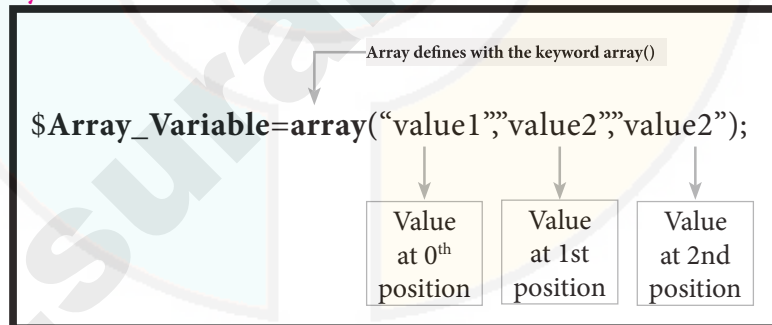 Array defines with the keyword array()
$Array_Variable=array(“value1”,”value2”,”value2”);
Value
at 0th
position
Value
at 1st
position
Value
at 2nd
position